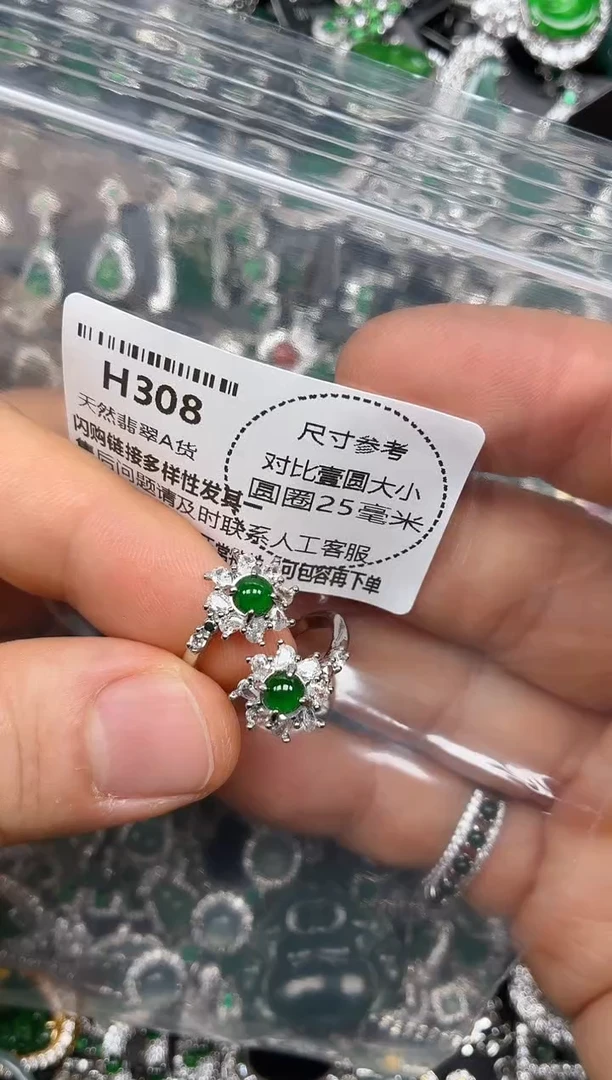 H308
天然翡翠A货
闪购链接多样性发其一
售后问题请及时联系人工客服
可包容再下单
尺寸参考
对比壹圆大小
圆圈25毫米